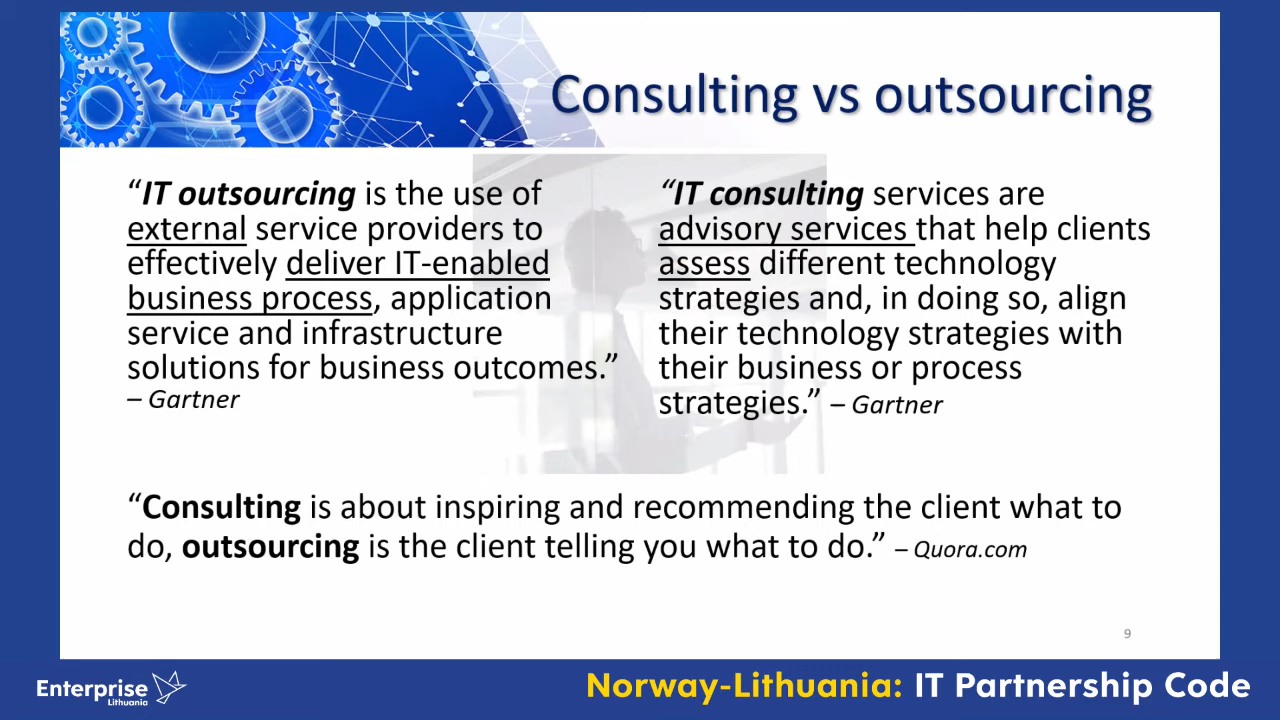 Consulting vs outsourcing
“IT outsourcing is the use of
external service providers to
effectively deliver IT-enabled
business process, application
service and infrastructure
solutions for business outcomes.”
– Gartner
“IT consulting services are
advisory services that help clients
assess different technology
strategies and, in doing so, align
their technology strategies with
their business or process
strategies.” – Gartner
“Consulting is about inspiring and recommending the client what to
do, outsourcing is the client telling you what to do.” – Quora.com
9
Enterprise
Lithuania
Norway-Lithuania: IT Partnership Code